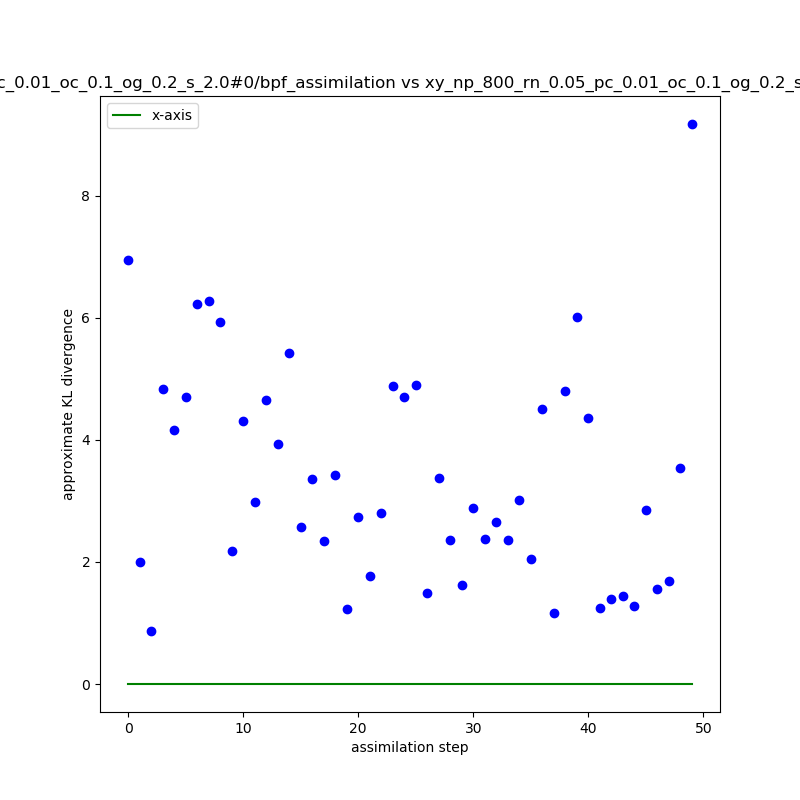 c_0.01_oc_0.1_og_0.2_s_2.0#0/bpf_assimilation vs xy_np_800_rn_0.05_pc_0.01_oc_0.1_og_0.2_s
x-axis
8
6
4
2
0
approximate KL divergence
0 10 20 30 40 50
assimilation step